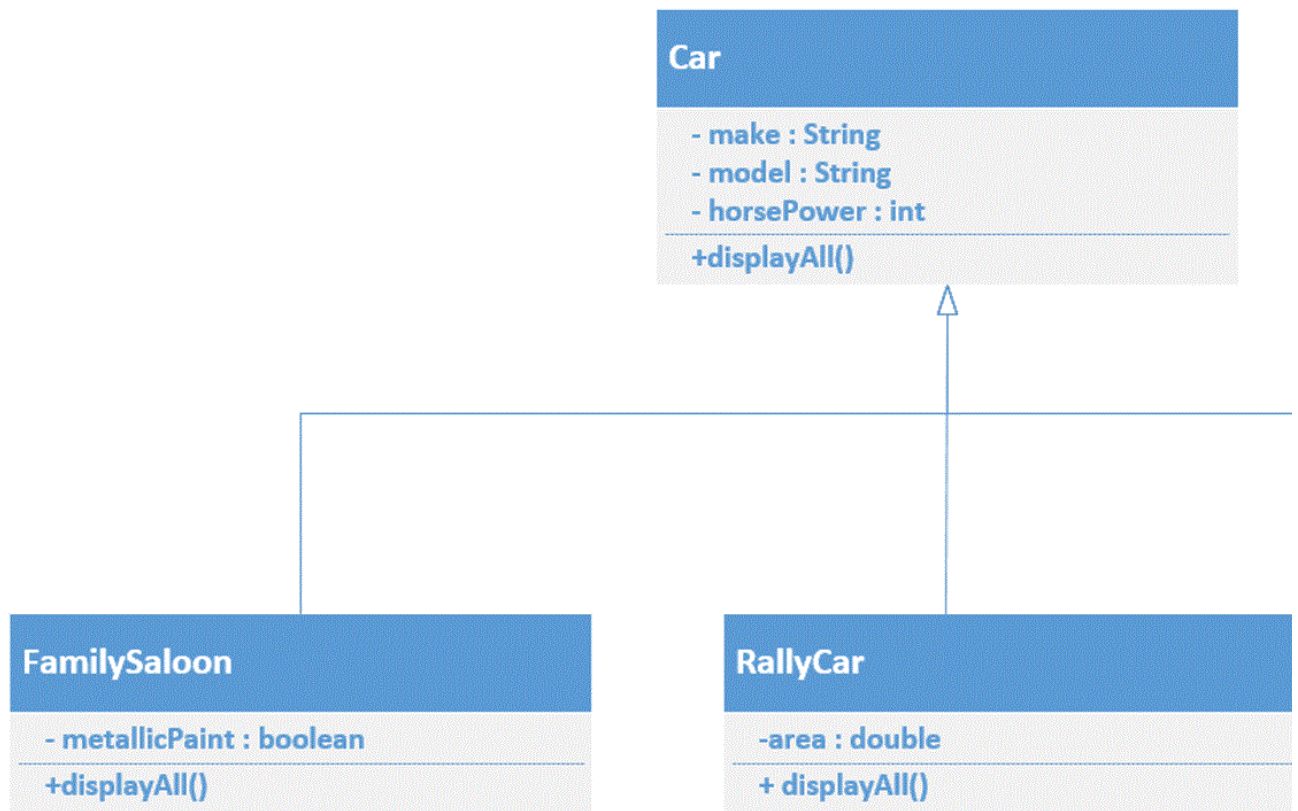 Car
- make : String
- model : String
- horsePower : int
+displayAll()
FamilySaloon
- metallicPaint : boolean
+displayAll()
RallyCar
-area : double
+ displayAll()